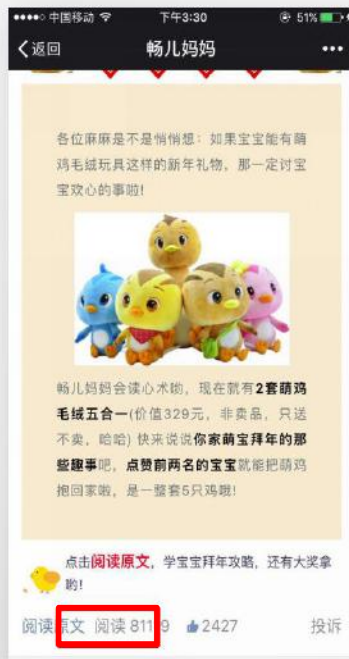 中国移动 下午3:30 51%
返回 畅儿妈妈
各位麻麻是不是悄悄想：如果宝宝能有萌
鸡毛绒玩具这样的新年礼物，那一定讨宝
宝欢心的事啦！
畅儿妈妈会读心术哟，现在就有2套萌鸡
毛绒五合一(价值329元，非卖品，只送
不卖，哈哈) 快来说说你家萌宝拜年的那
些趣事吧，点赞前两名的宝宝就能把萌鸡
抱回家啦，是一整套5只鸡哦！
点击阅读原文，学宝宝拜年攻略，还有大奖拿
哟！
阅读原文 阅读 2427 投诉